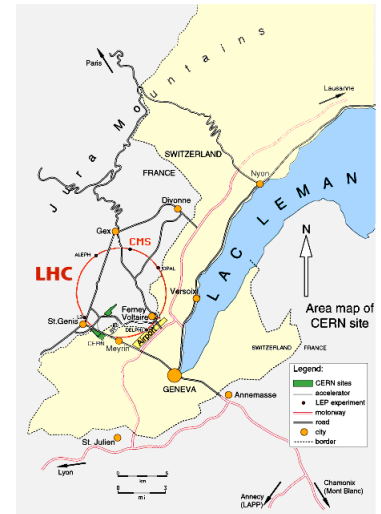 Paris
Jura Mountains
Lausanne
SWITZERLAND
FRANCE
Nyon
Divonne
LAC LEMAN
Gex
CMS
ALEPH
OPAL
LHC
N
Versoix
Area map of
CERN site
Ferney
Voltaire
L3
St.Genis
DELPHI
Airport
CERN
Meyrin
SWITZERLAND
FRANCE
GENEVA
Legend:
CERN sites
accelerator
LEP experiment
motorway
road
city
border
Annemasse
St. Julien
Lyon
km
mi
Annecy
(LAPP)
Chamonix
(Mont Blanc)